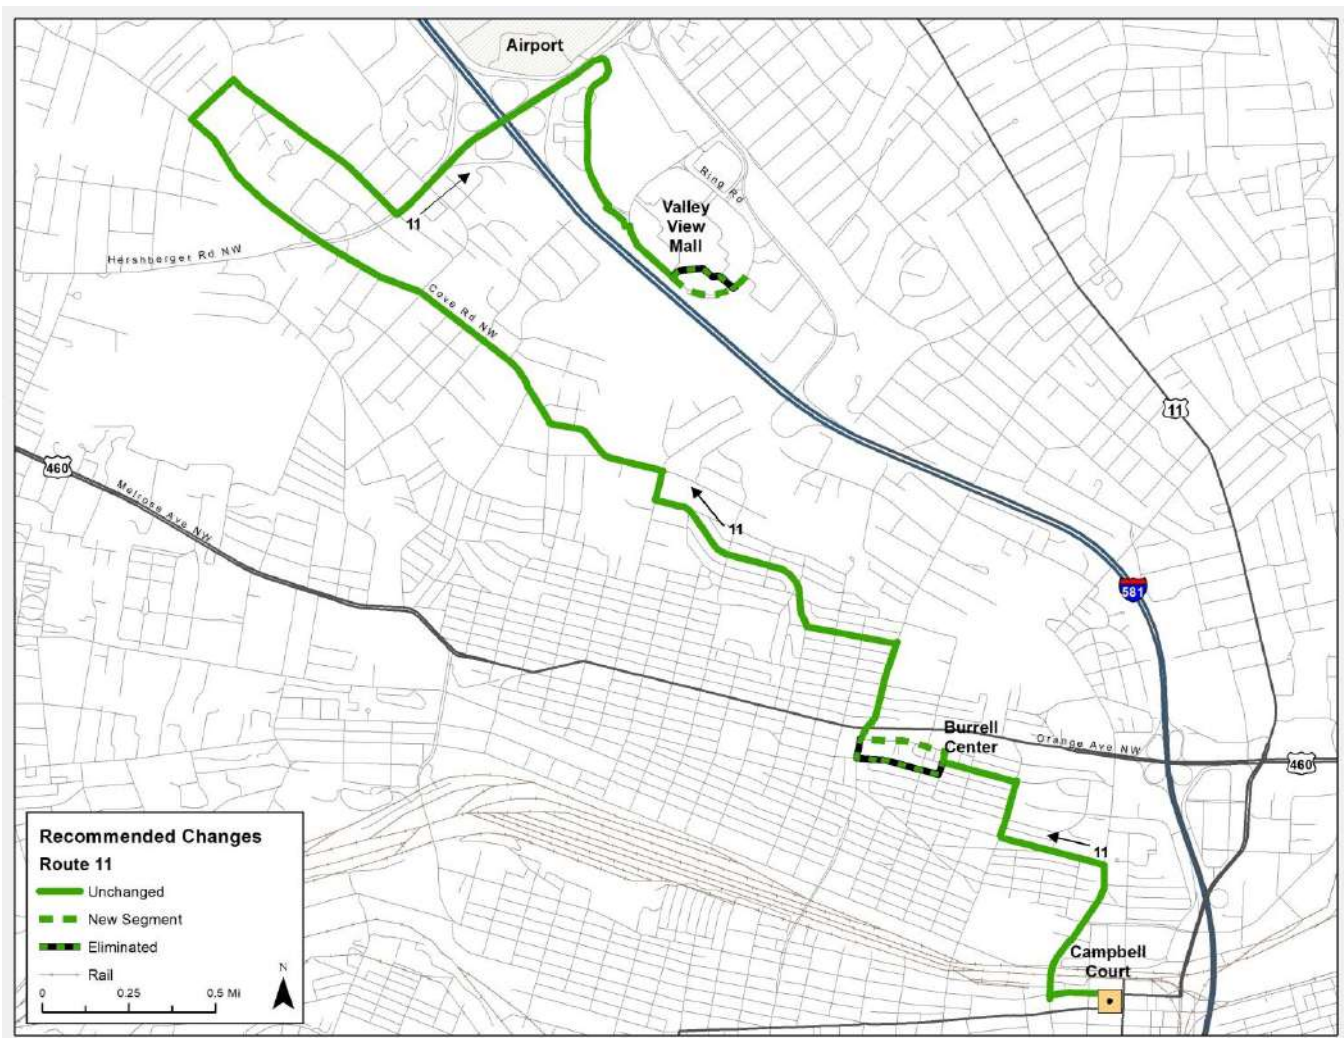 Airport
Ring Rd
Valley
View
Mall
11
Hershberger Rd NW
Cove Rd NW
11
460
Melrose Ave NW
11
581
Burrell
Center
Orange Ave NW
460
11
Campbell
Court
Recommended Changes
Route 11
Unchanged
New Segment
Eliminated
Rail
0 0.25 0.5 Mi
N